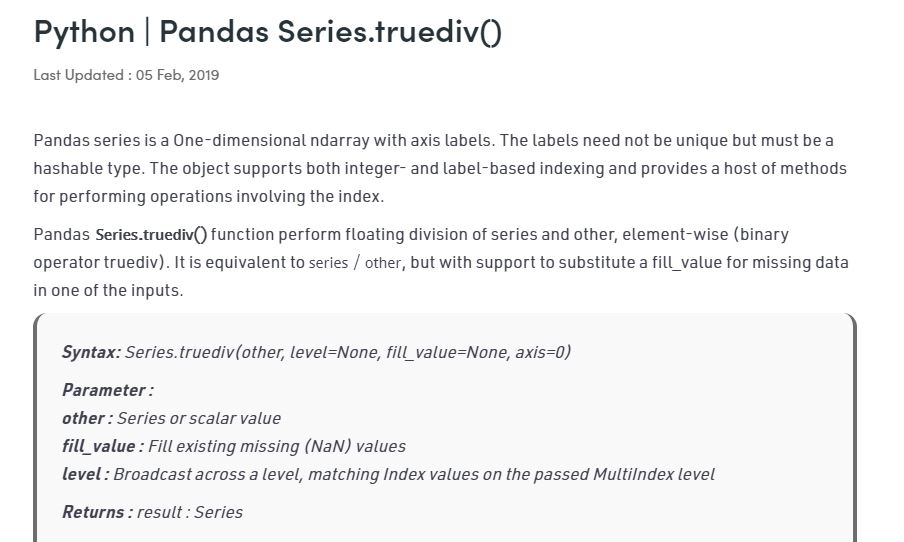 Python | Pandas Series.truediv()
Last Updated : 05 Feb, 2019
Pandas series is a One-dimensional ndarray with axis labels. The labels need not be unique but must be a
hashable type. The object supports both integer- and label-based indexing and provides a host of methods
for performing operations involving the index.
Pandas Series.truediv() function perform floating division of series and other, element-wise (binary
operator truediv). It is equivalent to series / other, but with support to substitute a fill_value for missing data
in one of the inputs.
Syntax: Series.truediv(other, level=None, fill_value=None, axis=0)
Parameter :
other : Series or scalar value
fill_value : Fill existing missing (NaN) values
level : Broadcast across a level, matching Index values on the passed MultiIndex level
Returns : result : Series